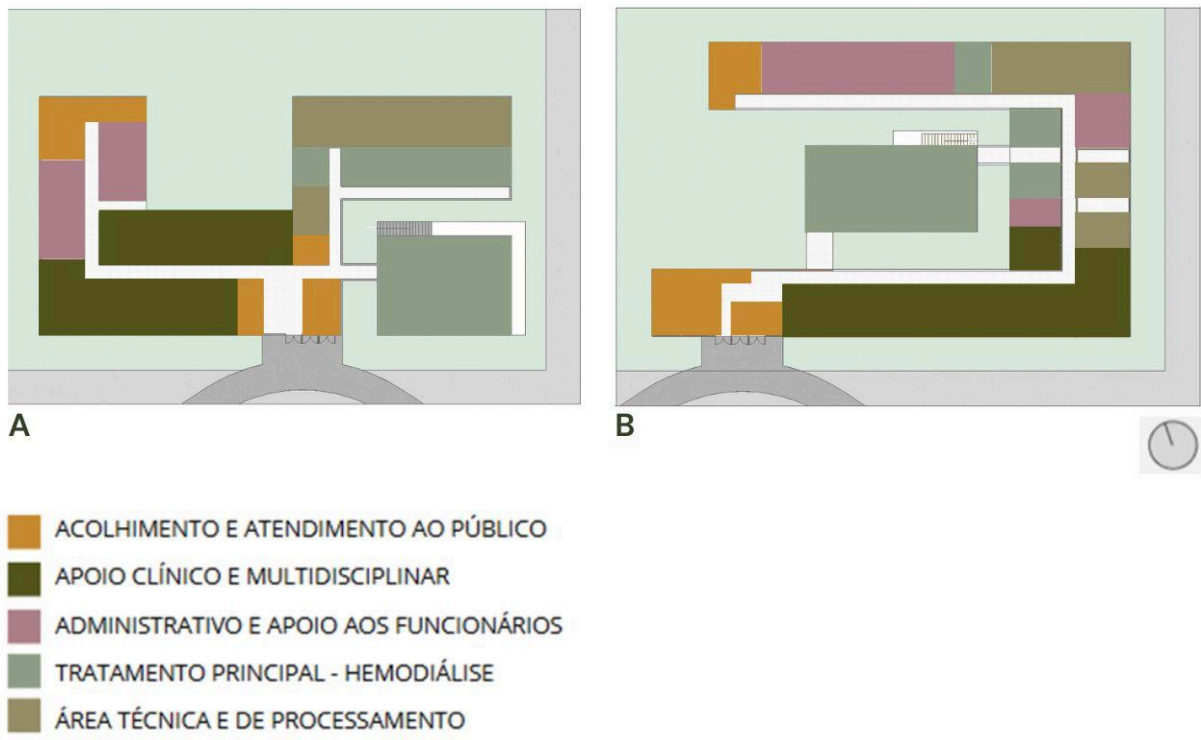 A
B
ACOLHIMENTO E ATENDIMENTO AO PÚBLICO
APOIO CLÍNICO E MULTIDISCIPLINAR
ADMINISTRATIVO E APOIO AOS FUNCIONÁRIOS
TRATAMENTO PRINCIPAL - HEMODIÁLISE
ÁREA TÉCNICA E DE PROCESSAMENTO